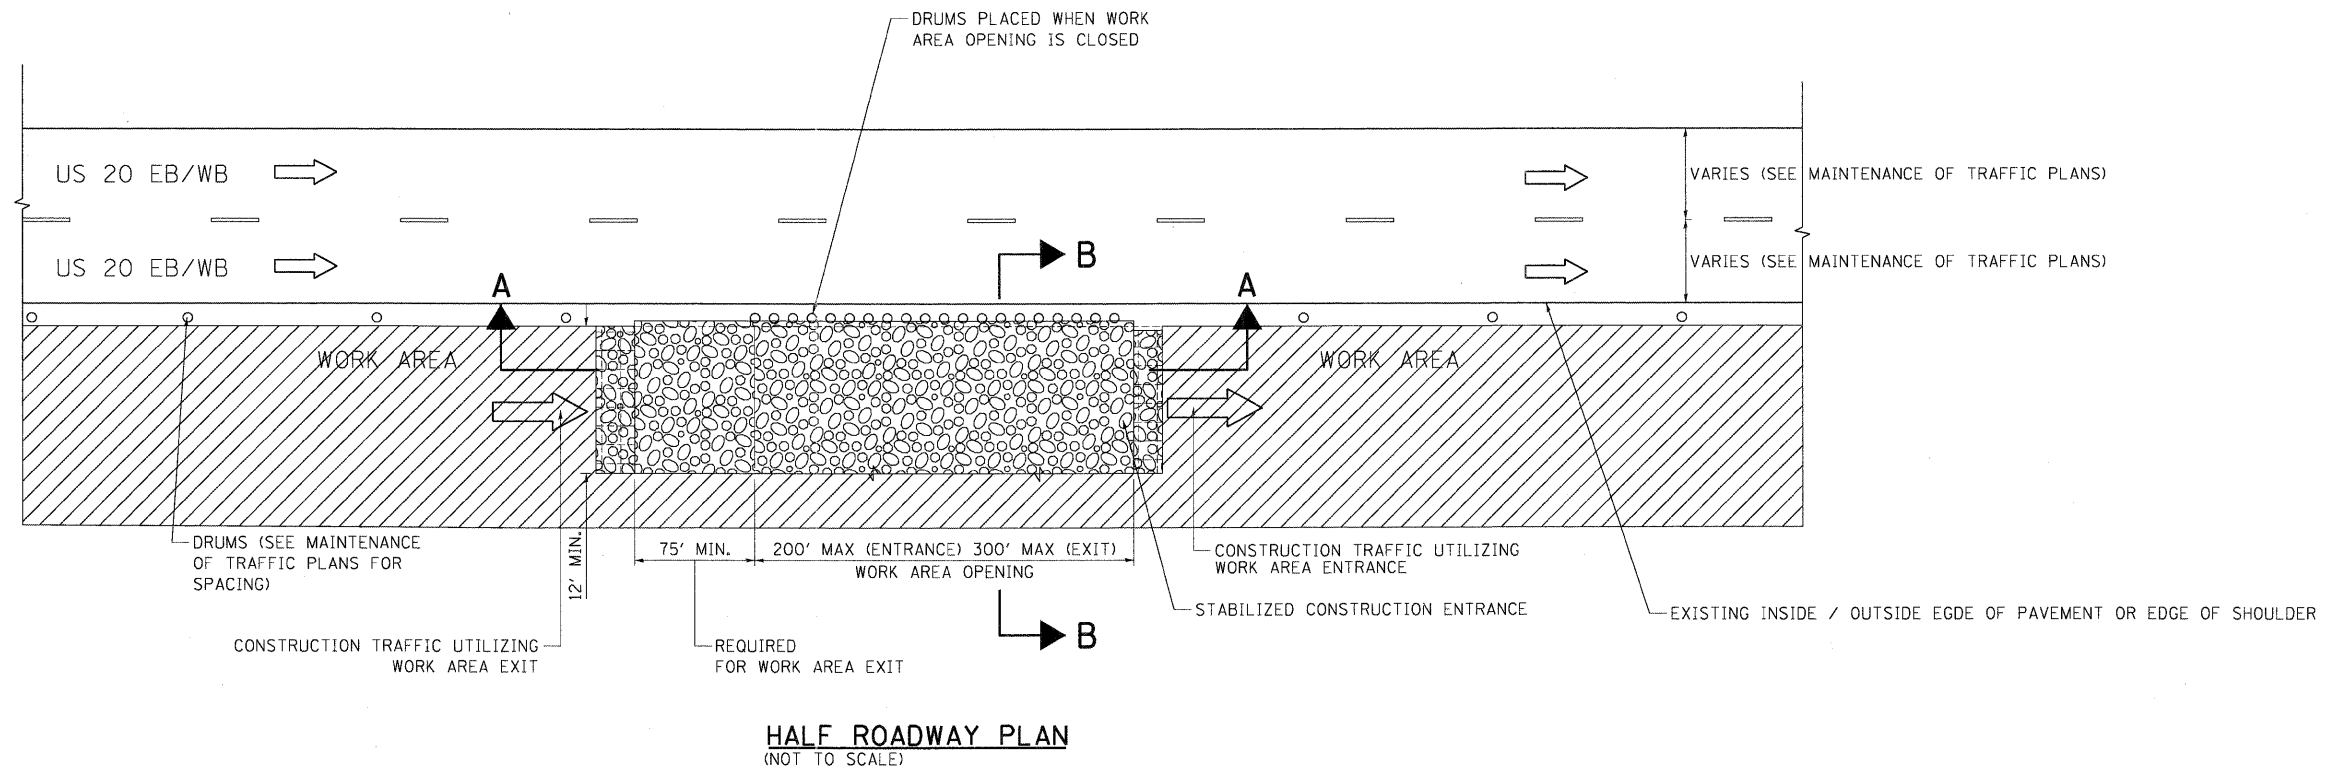 DRUMS PLACED WHEN WORK
AREA OPENING IS CLOSED
US 20 EB/WB
VARIES (SEE MAINTENANCE OF TRAFFIC PLANS)
US 20 EB/WB
VARIES (SEE MAINTENANCE OF TRAFFIC PLANS)
B
A
A
WORK AREA
WORK AREA
DRUMS (SEE MAINTENANCE
OF TRAFFIC PLANS FOR
SPACING)
12' MIN.
75' MIN.
200' MAX (ENTRANCE) 300' MAX (EXIT)
WORK AREA OPENING
CONSTRUCTION TRAFFIC UTILIZING
WORK AREA ENTRANCE
STABILIZED CONSTRUCTION ENTRANCE
EXISTING INSIDE / OUTSIDE EGDE OF PAVEMENT OR EDGE OF SHOULDER
CONSTRUCTION TRAFFIC UTILIZING
WORK AREA EXIT
REQUIRED
FOR WORK AREA EXIT
B
HALF ROADWAY PLAN
(NOT TO SCALE)